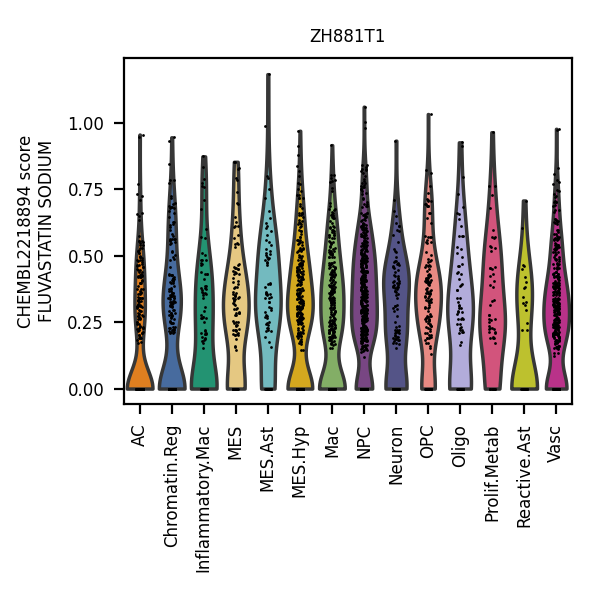 ZH881T1
CHEMBL2218894 score
FLUVASTATIN SODIUM
1.00
0.75
0.50
0.25
0.00
AC
Chromatin.Reg
Inflammatory.Mac
MES
MES.Ast
MES.Hyp
Mac
NPC
Neuron
OPC
Oligo
Prolif.Metab
Reactive.Ast
Vasc